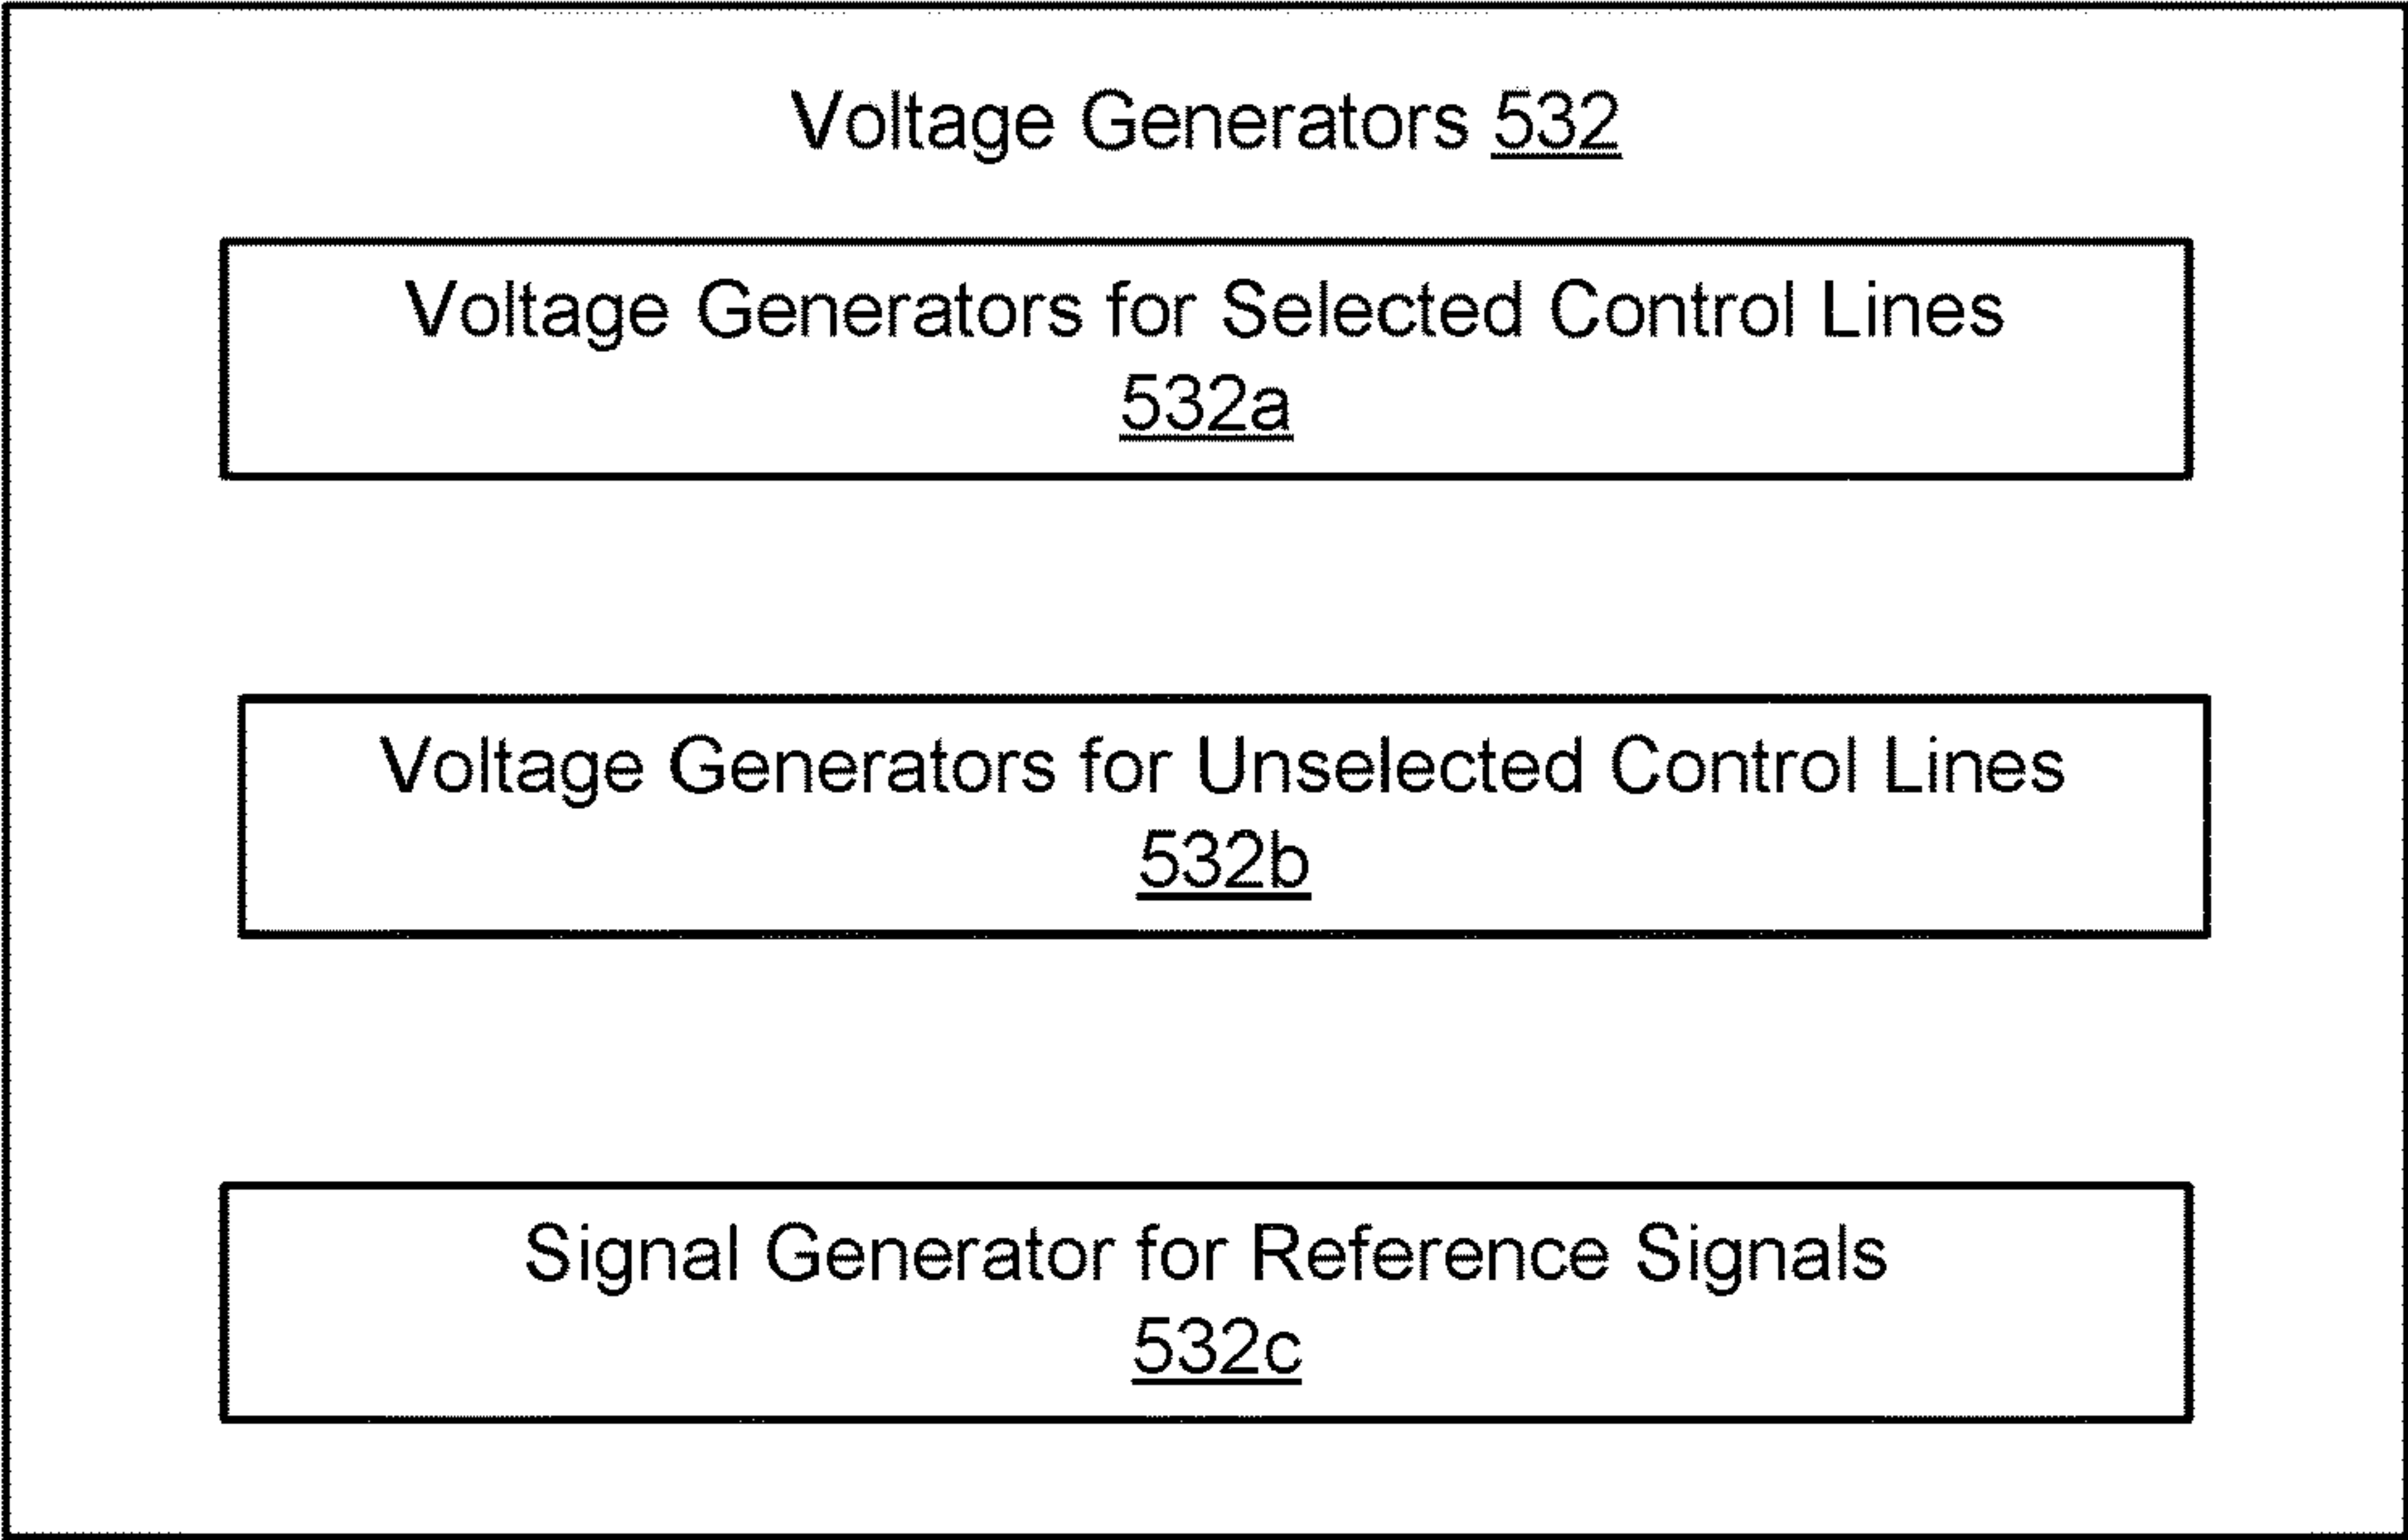 Voltage Generators 532
Voltage Generators for Selected Control Lines
532a
Voltage Generators for Unselected Control Lines
532b
Signal Generator for Reference Signals
532c